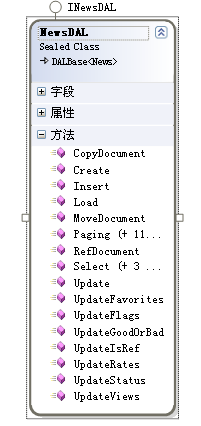 INewsDAL
NewsDAL
Sealed Class
DALBase<News>
字段
属性
方法
CopyDocument
Create
Insert
Load
MoveDocument
Paging (+ 11...
RefDocument
Select (+ 3 ...
Update
UpdateFavorites
UpdateFlags
UpdateGoodOrBad
UpdateIsRef
UpdateRates
UpdateStatus
UpdateViews